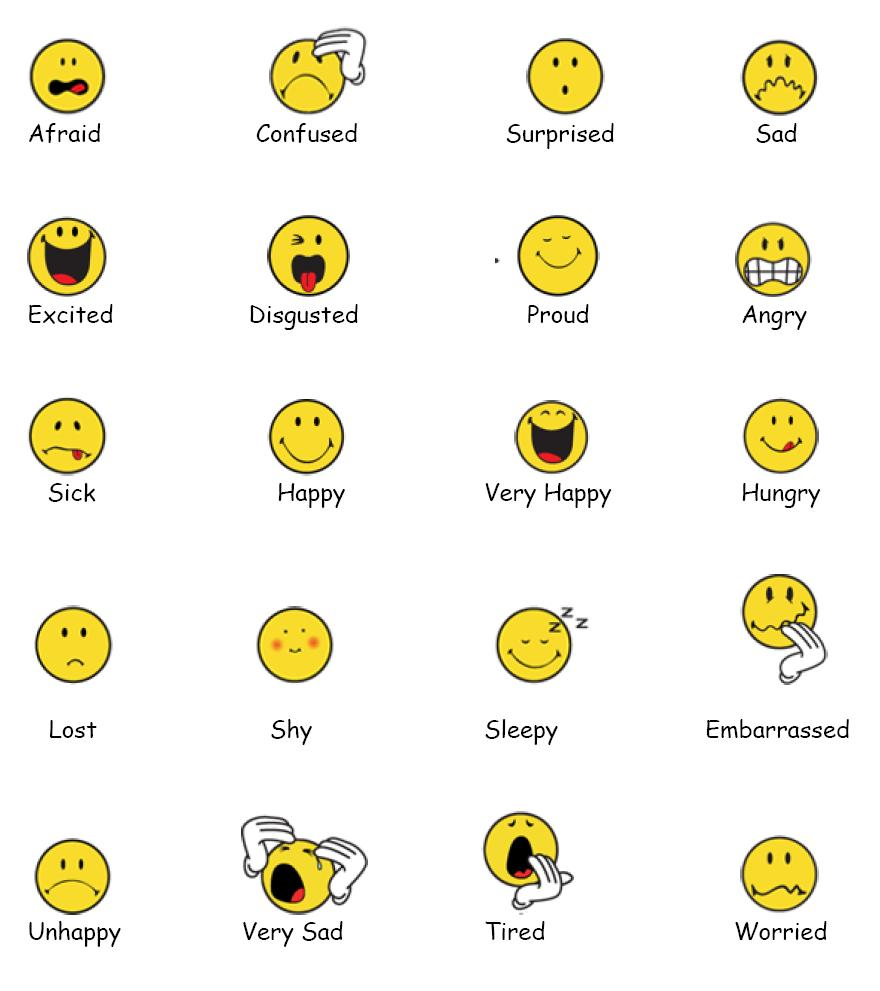 Afraid Confused Surprised Sad
Excited Disgusted Proud Angry
Sick Happy Very Happy Hungry
z z z
Lost Shy Sleepy Embarrassed
Unhappy Very Sad Tired Worried